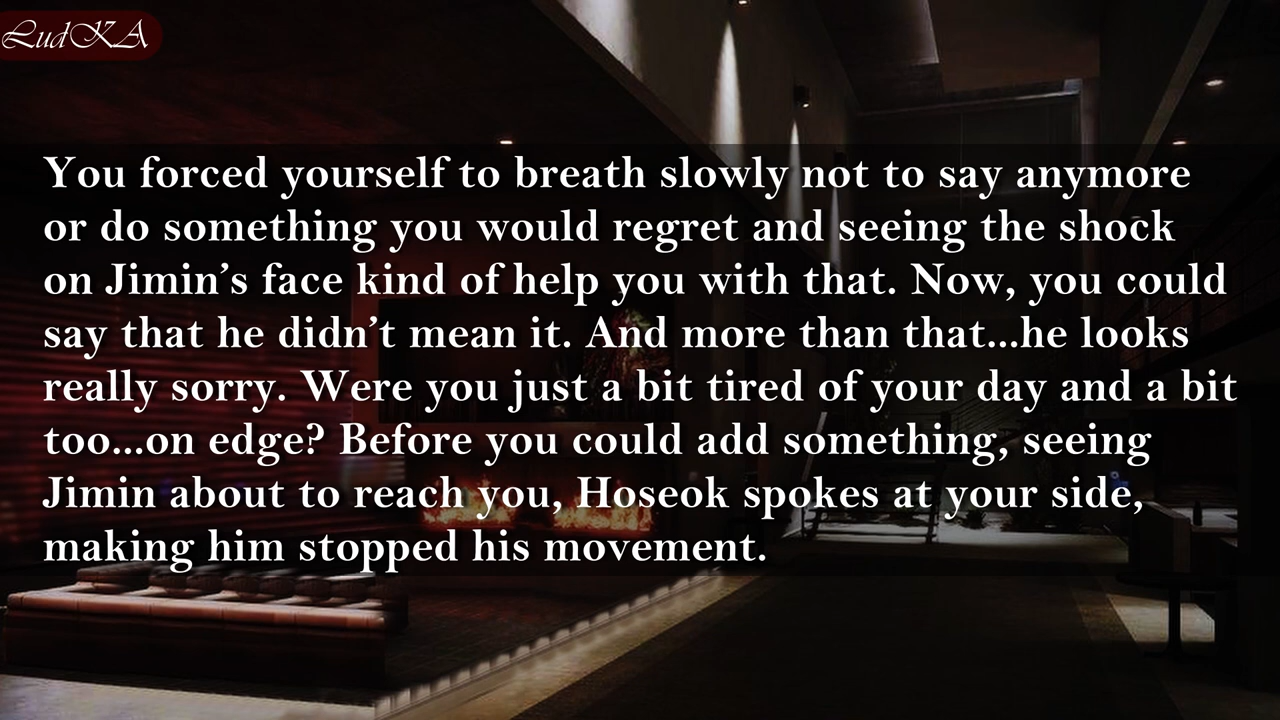 LudKA
You forced yourself to breath slowly not to say anymore
or do something you would regret and seeing the shock
on Jimin’s face kind of help you with that. Now, you could
say that he didn’t mean it. And more than that...he looks
really sorry. Were you just a bit tired of your day and a bit
too...on edge? Before you could add something, seeing
Jimin about to reach you, Hoseok spokes at your side,
making him stopped his movement.